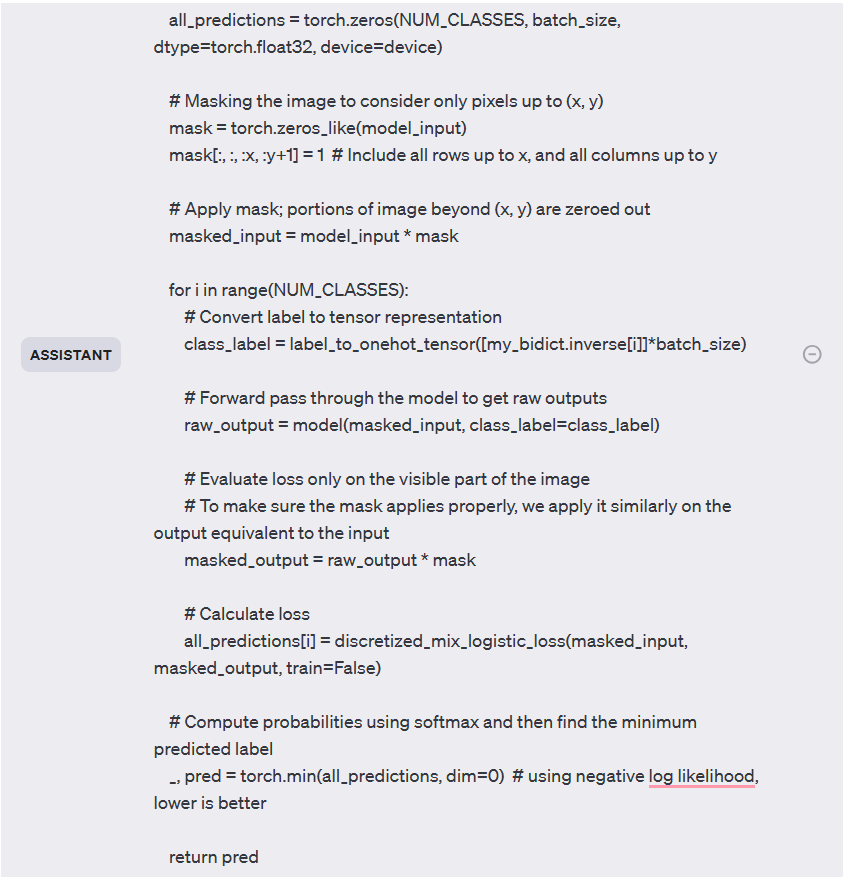 all_predictions = torch.zeros(NUM_CLASSES, batch_size,
dtype=torch.float32, device=device)
# Masking the image to consider only pixels up to (x, y)
mask = torch.zeros_like(model_input)
mask[:, :, :x, :y+1] = 1 # Include all rows up to x, and all columns up to y
# Apply mask; portions of image beyond (x, y) are zeroed out
masked_input = model_input * mask
for i in range(NUM_CLASSES):
# Convert label to tensor representation
class_label = label_to_onehot_tensor([my_bidict.inverse[i]]*batch_size)
ASSISTANT
# Forward pass through the model to get raw outputs
raw_output = model(masked_input, class_label=class_label)
# Evaluate loss only on the visible part of the image
# To make sure the mask applies properly, we apply it similarly on the
output equivalent to the input
masked_output = raw_output * mask
# Calculate loss
all_predictions[i] = discretized_mix_logistic_loss(masked_input,
masked_output, train=False)
# Compute probabilities using softmax and then find the minimum
predicted label
_, pred = torch.min(all_predictions, dim=0) # using negative log likelihood,
lower is better
return pred